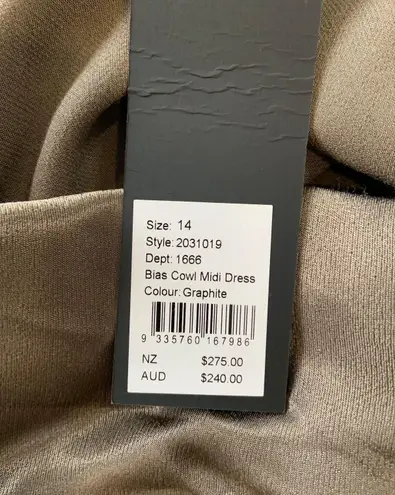 Size: 14
Style: 2031019
Dept: 1666
Bias Cowl Midi Dress
Colour: Graphite
9 335760 167986
NZ $275.00
AUD $240.00